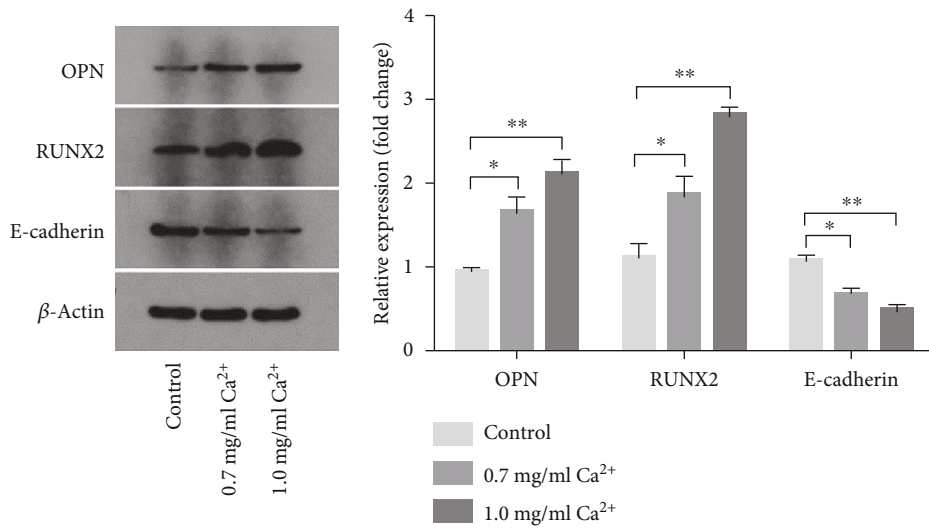 OPN
RUNX2
E-cadherin
β-Actin
Control
0.7 mg/ml Ca²⁺
1.0 mg/ml Ca²⁺
Relative expression (fold change)
4
3
2
1
0
*
**
*
**
*
**
OPN
RUNX2
E-cadherin
Control
0.7 mg/ml Ca²⁺
1.0 mg/ml Ca²⁺